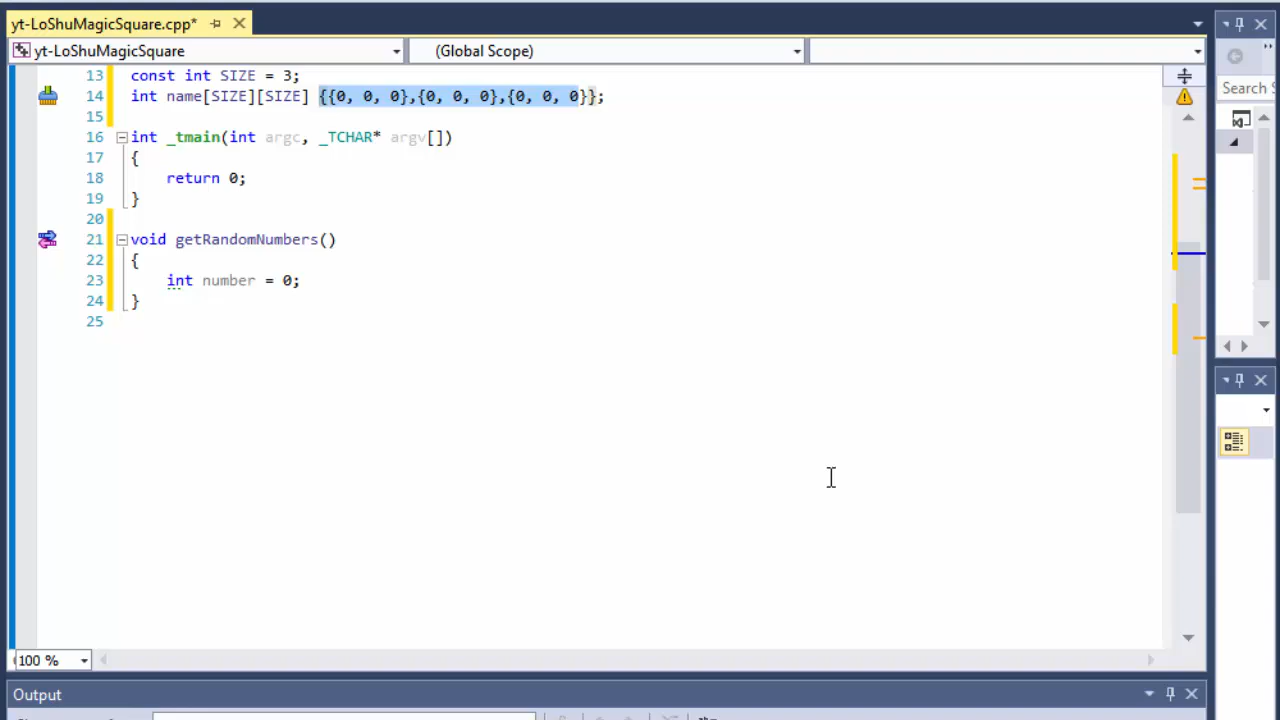 yt-LoShuMagicSquare.cpp*
yt-LoShuMagicSquare (Global Scope)
13 const int SIZE = 3;
14 int name[SIZE][SIZE] {{0, 0, 0},{0, 0, 0},{0, 0, 0}};
15
16 int _tmain(int argc, _TCHAR* argv[])
17 {
18 return 0;
19 }
20
21 void getRandomNumbers()
22 {
23 int number = 0;
24 }
25
Search S
100 %
Output